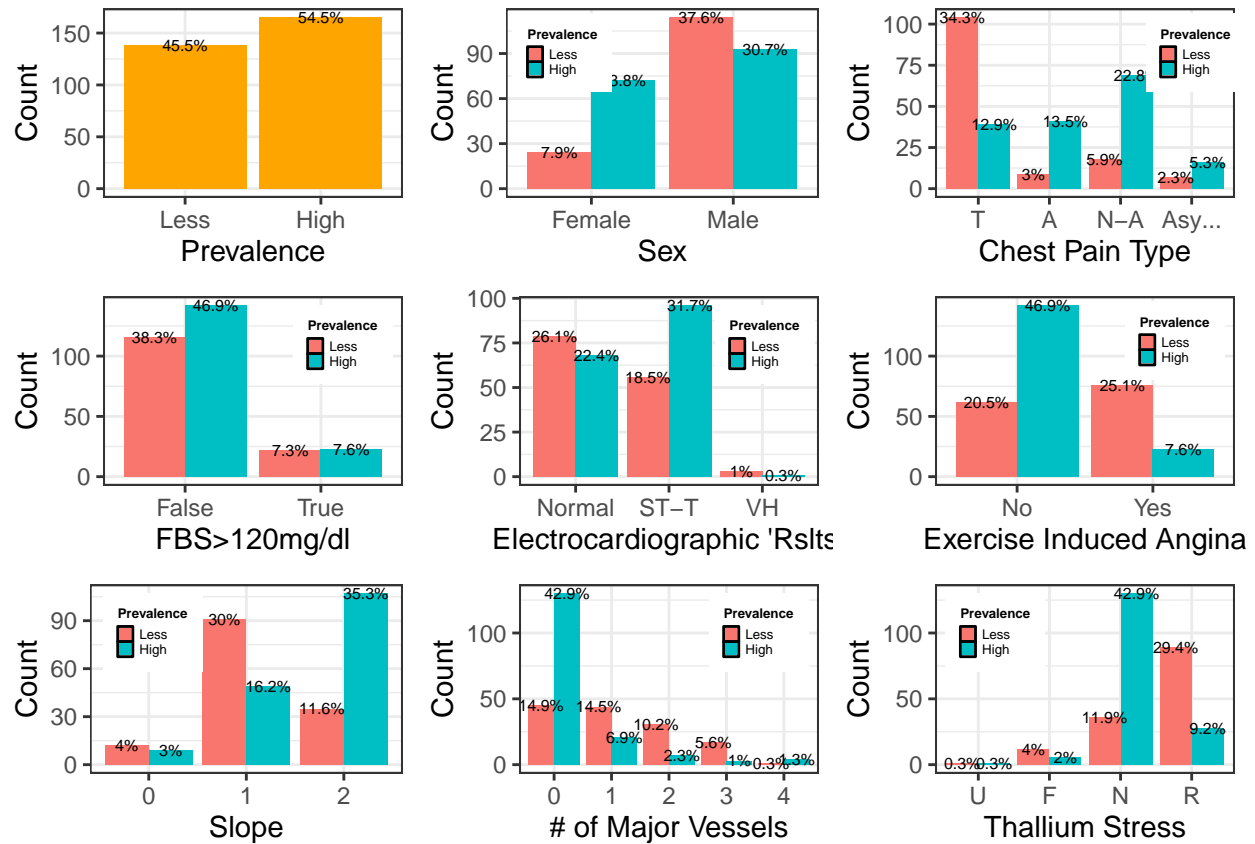 54.5%
45.5%
150
100
50
0
Count
Less High
Prevalence
37.6%
30.7%
7.9%
Prevalence
Less
High
90
60
30
0
Count
Female Male
Sex
34.3%
12.9%
3%
13.5%
5.9%
22.8
2.3%
5.3%
Prevalence
Less
High
100
75
50
25
0
Count
T A N−A Asy...
Chest Pain Type
46.9%
38.3%
7.3%
7.6%
Prevalence
Less
High
100
50
0
Count
False True
FBS>120mg/dl
31.7%
26.1%
22.4%
18.5%
1%
0.3%
Prevalence
Less
High
100
75
50
25
0
Count
Normal ST−T VH
Electrocardiographic 'Rslts
46.9%
20.5%
25.1%
7.6%
Prevalence
Less
High
100
50
0
Count
No Yes
Exercise Induced Angina
35.3%
30%
16.2%
11.6%
4%
3%
Prevalence
Less
High
90
60
30
0
Count
0 1 2
Slope
42.9%
14.9%
14.5%
6.9%
10.2%
2.3%
5.6%
1%
0.3%
1.3%
Prevalence
Less
High
100
50
0
Count
0 1 2 3 4
# of Major Vessels
42.9%
29.4%
11.9%
9.2%
4%
2%
0.3%
0.3%
Prevalence
Less
High
100
50
0
Count
U F N R
Thallium Stress